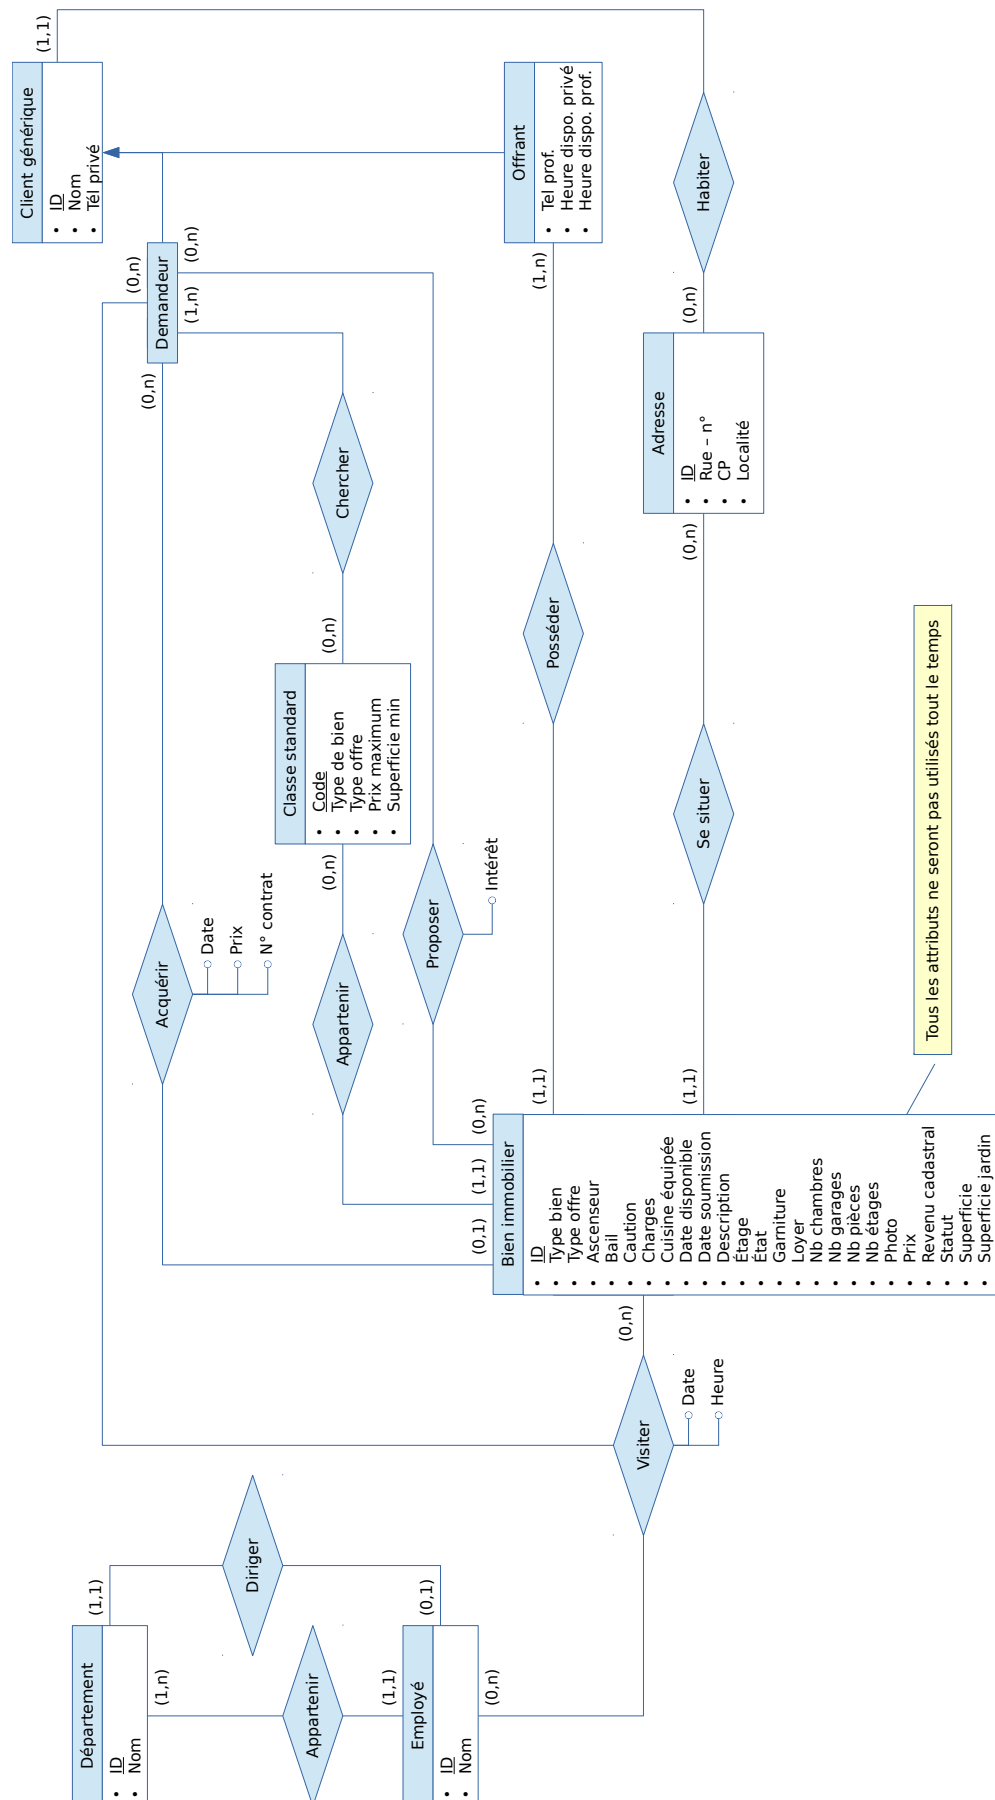 Département
ID
Nom
(1,n)
(1,1)
Diriger
Appartenir
(0,1)
(1,1)
Employé
ID
Nom
(0,n)
Visiter
Date
Heure
(0,n)
Bien immobilier
ID
Type bien
Type offre
Ascenseur
Bail
Caution
Charges
Cuisine équipée
Date disponible
Date soumission
Description
Étage
État
Garniture
Loyer
Nb chambres
Nb garages
Nb pièces
Nb étages
Photo
Prix
Revenu cadastral
Statut
Superficie
Superficie jardin
(0,1)
(1,1)
(0,n)
(1,1)
(1,1)
Tous les attributs ne seront pas utilisés tout le temps
Acquérir
Date
Prix
N° contrat
Appartenir
Proposer
Intérêt
(0,n)
Classe standard
Code
Type de bien
Type offre
Prix maximum
Superficie min
(0,n)
Chercher
Posséder
Se situer
(0,n)
Adresse
ID
Rue – n°
CP
Localité
(0,n)
Habiter
(0,n)
Demandeur
(0,n)
(1,n)
(0,n)
Client générique
ID
Nom
Tél privé
(1,1)
(1,n)
Offrant
Tel prof.
Heure dispo. privé
Heure dispo. prof.